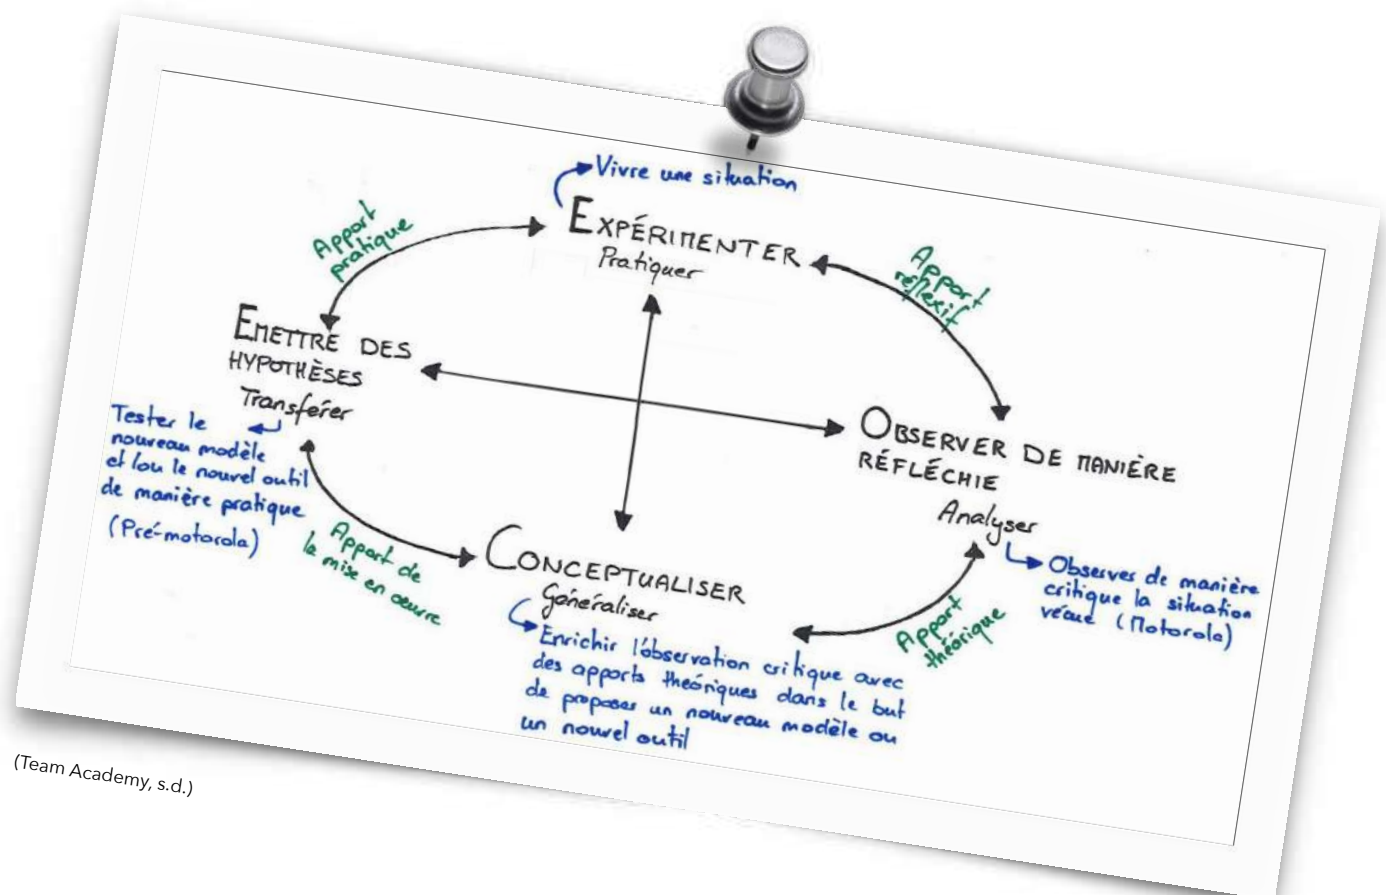 Vivre une situation
EXPÉRIMENTER
Pratiquer
Apport
pratique
Apport
réflexif
EMETTRE DES
HYPOTHÈSES
Transférer
Tester le
nouveau modèle
et/ou le nouvel outil
de manière pratique
(Pré-motorola)
OBSERVER DE MANIÈRE
RÉFLÉCHIE
Analyser
Observer de manière
critique la situation
vécue (Motorola)
Apport de
la mise en œuvre
CONCEPTUALISER
Généraliser
Enrichir l'observation critique avec
des apports théoriques dans le but
de proposer un nouveau modèle ou
un nouvel outil
Apport
théorique
(Team Academy, s.d.)